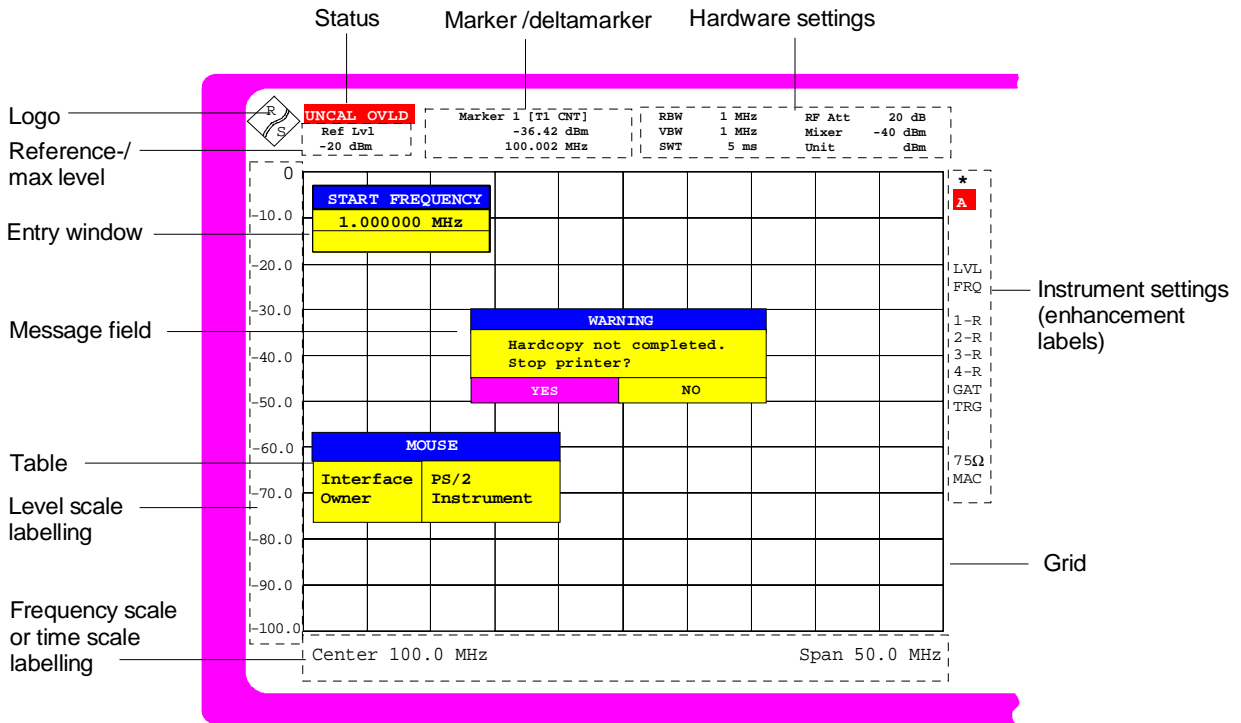 Status
Marker /deltamarker
Hardware settings
Logo
Reference-/
max level
Entry window
Message field
Table
Level scale
labelling
Frequency scale
or time scale
labelling
R
S
UNCAL OVLD
Ref Lvl
-20 dBm
Marker 1 [T1 CNT]
-36.42 dBm
100.002 MHz
RBW 1 MHz RF Att 20 dB
VBW 1 MHz Mixer -40 dBm
SWT 5 ms Unit dBm
0
-10.0
-20.0
-30.0
-40.0
-50.0
-60.0
-70.0
-80.0
-90.0
-100.0
START FREQUENCY
1.000000 MHz
WARNING
Hardcopy not completed.
Stop printer?
YES NO
MOUSE
Interface PS/2
Owner Instrument
*
A
LVL
FRQ
1-R
2-R
3-R
4-R
GAT
TRG
75Ω
MAC
Instrument settings
(enhancement
labels)
Grid
Center 100.0 MHz Span 50.0 MHz